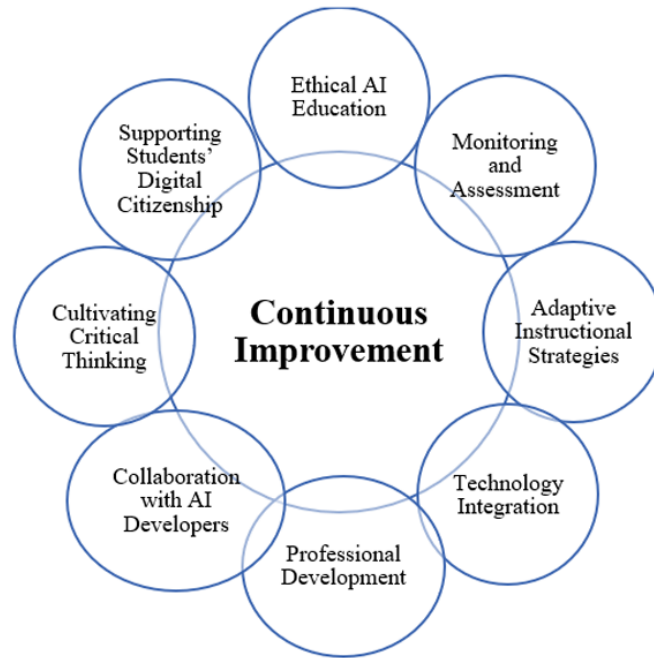 Ethical AI
Education
Monitoring
and
Assessment
Adaptive
Instructional
Strategies
Technology
Integration
Professional
Development
Collaboration
with AI
Developers
Cultivating
Critical
Thinking
Supporting
Students’
Digital
Citizenship
Continuous
Improvement